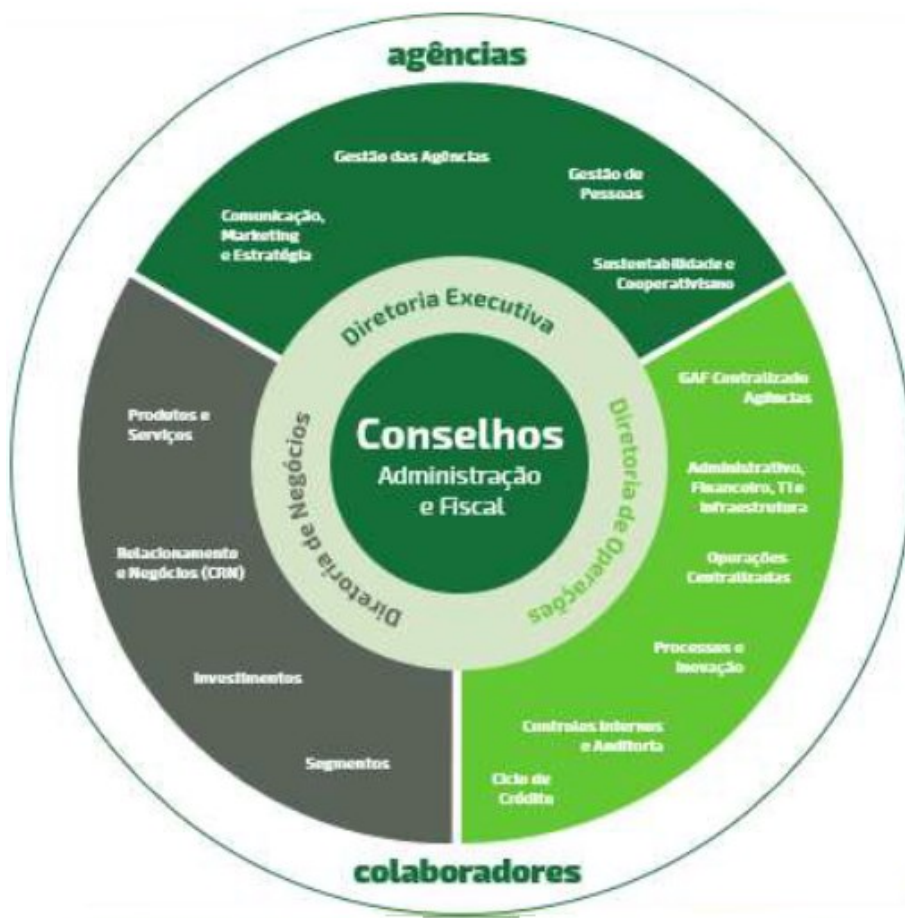 agências
Gestão das Agências
Gestão de
Pessoas
Comunicação,
Marketing
e Estratégia
Sustentabilidade e
Cooperativismo
Diretoria Executiva
GAF Centralizado
Agências
Produtos e
Serviços
Diretoria de Negócios
Conselhos
Administração
e Fiscal
Diretoria de Operações
Administrativo,
Financeiro, TI e
Infraestrutura
Relacionamento
e Negócios (CRN)
Operações
Centralizadas
Processos e
Inovação
Investimentos
Controles Internos
e Auditoria
Segmentos
Ciclo de
Crédito
colaboradores